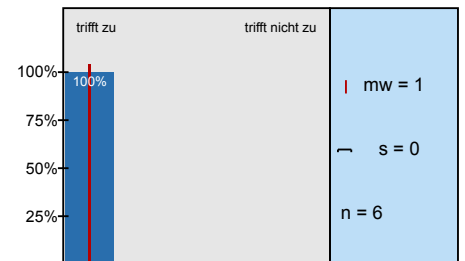 trifft zu trifft nicht zu
100%
100%
mw = 1
75%
s = 0
50%
25%
n = 6